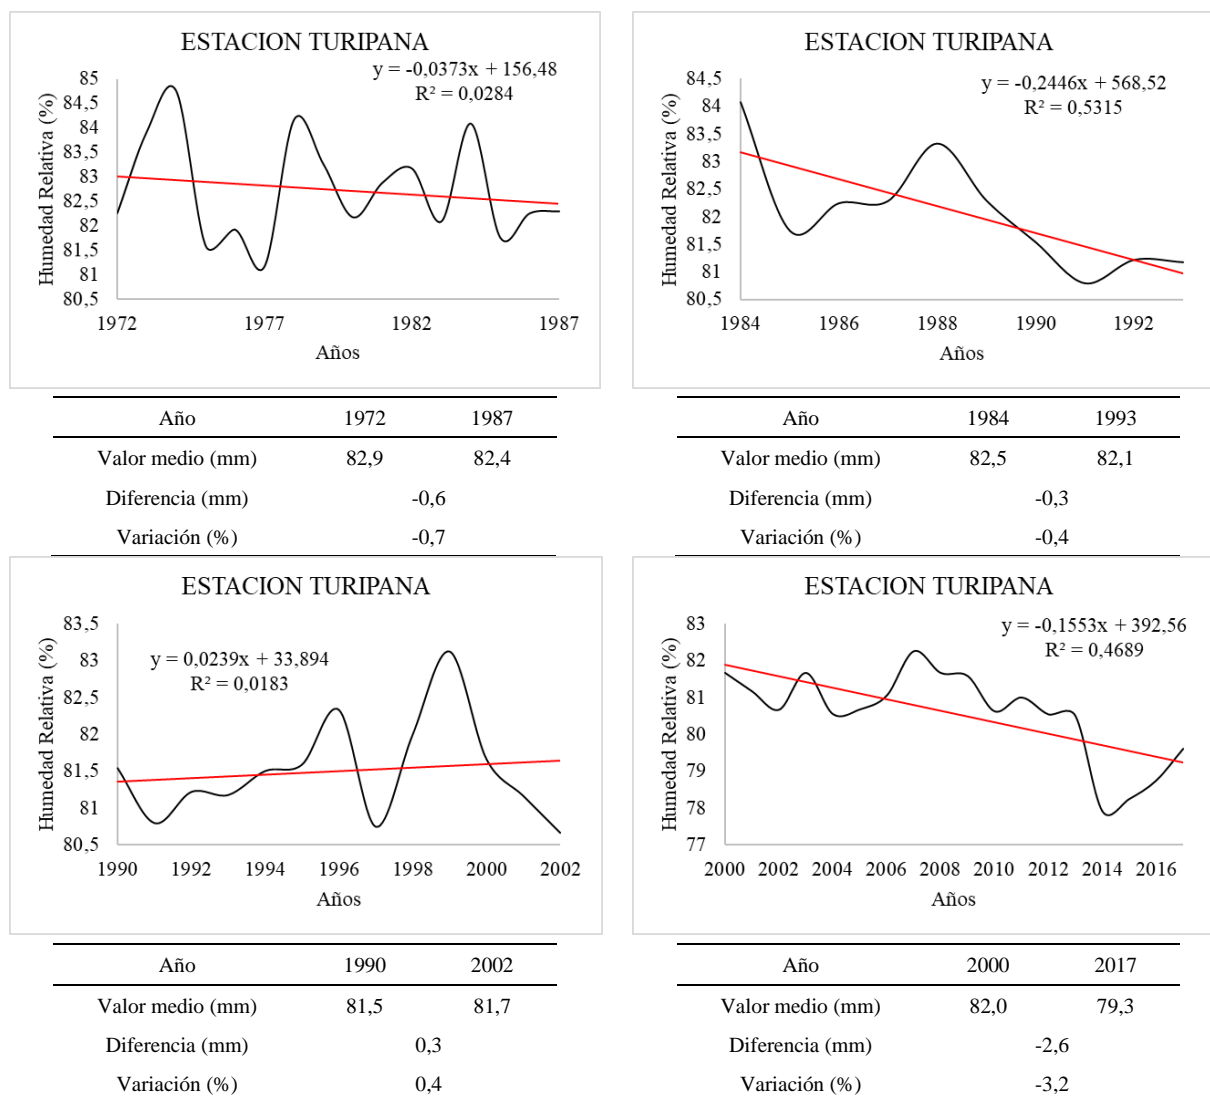 ESTACION TURIPANA
y = -0,0373x + 156,48
R² = 0,0284
Humedad Relativa (%)
85
84,5
84
83,5
83
82,5
82
81,5
81
80,5
1972 1977 1982 1987
Años
Año 1972 1987
Valor medio (mm) 82,9 82,4
Diferencia (mm) -0,6
Variación (%) -0,7
ESTACION TURIPANA
y = -0,2446x + 568,52
R² = 0,5315
Humedad Relativa (%)
84,5
84
83,5
83
82,5
82
81,5
81
80,5
1984 1986 1988 1990 1992
Años
Año 1984 1993
Valor medio (mm) 82,5 82,1
Diferencia (mm) -0,3
Variación (%) -0,4
ESTACION TURIPANA
y = 0,0239x + 33,894
R² = 0,0183
Humedad Relativa (%)
83,5
83
82,5
82
81,5
81
80,5
1990 1992 1994 1996 1998 2000 2002
Años
Año 1990 2002
Valor medio (mm) 81,5 81,7
Diferencia (mm) 0,3
Variación (%) 0,4
ESTACION TURIPANA
y = -0,1553x + 392,56
R² = 0,4689
Humedad Relativa (%)
83
82
81
80
79
78
77
2000 2002 2004 2006 2008 2010 2012 2014 2016
Años
Año 2000 2017
Valor medio (mm) 82,0 79,3
Diferencia (mm) -2,6
Variación (%) -3,2